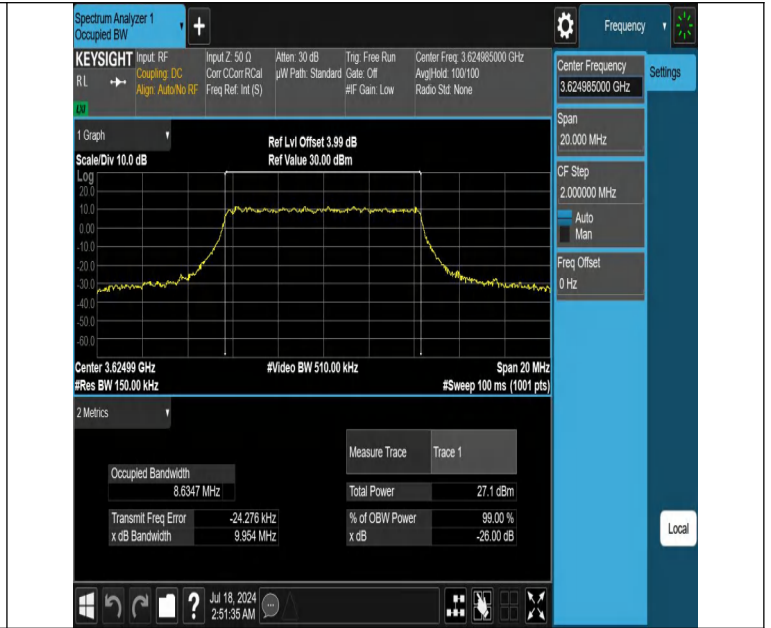 Spectrum Analyzer 1
Occupied BW
+
Frequency
KEYSIGHT
RL
LXI
Input: RF
Coupling: DC
Align: Auto/No RF
Input Z: 50 Ω
Corr CCorr RCal
Freq Ref: Int (S)
Atten: 30 dB
µW Path: Standard
Trig: Free Run
Gate: Off
#IF Gain: Low
Center Freq: 3.624985000 GHz
Avg|Hold: 100/100
Radio Std: None
Center Frequency
3.624985000 GHz
Settings
Span
20.000 MHz
CF Step
2.000000 MHz
Auto
Man
Freq Offset
0 Hz
1 Graph
Scale/Div 10.0 dB
Ref Lvl Offset 3.99 dB
Ref Value 30.00 dBm
Log
20.0
10.0
0.00
-10.0
-20.0
-30.0
-40.0
-50.0
-60.0
Center 3.62499 GHz
#Res BW 150.00 kHz
#Video BW 510.00 kHz
Span 20 MHz
#Sweep 100 ms (1001 pts)
2 Metrics
Measure Trace Trace 1
Occupied Bandwidth
8.6347 MHz
Total Power 27.1 dBm
Transmit Freq Error -24.276 kHz
% of OBW Power 99.00 %
x dB Bandwidth 9.954 MHz
x dB -26.00 dB
Local
?
Jul 18, 2024
2:51:35 AM